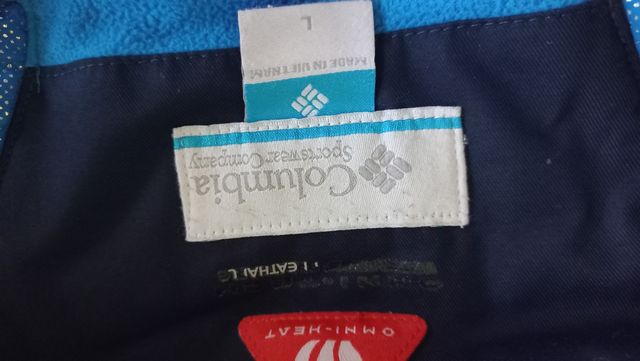 L
MADE IN VIETNAM
Columbia
Sportswear Company
OMNI-HEAT